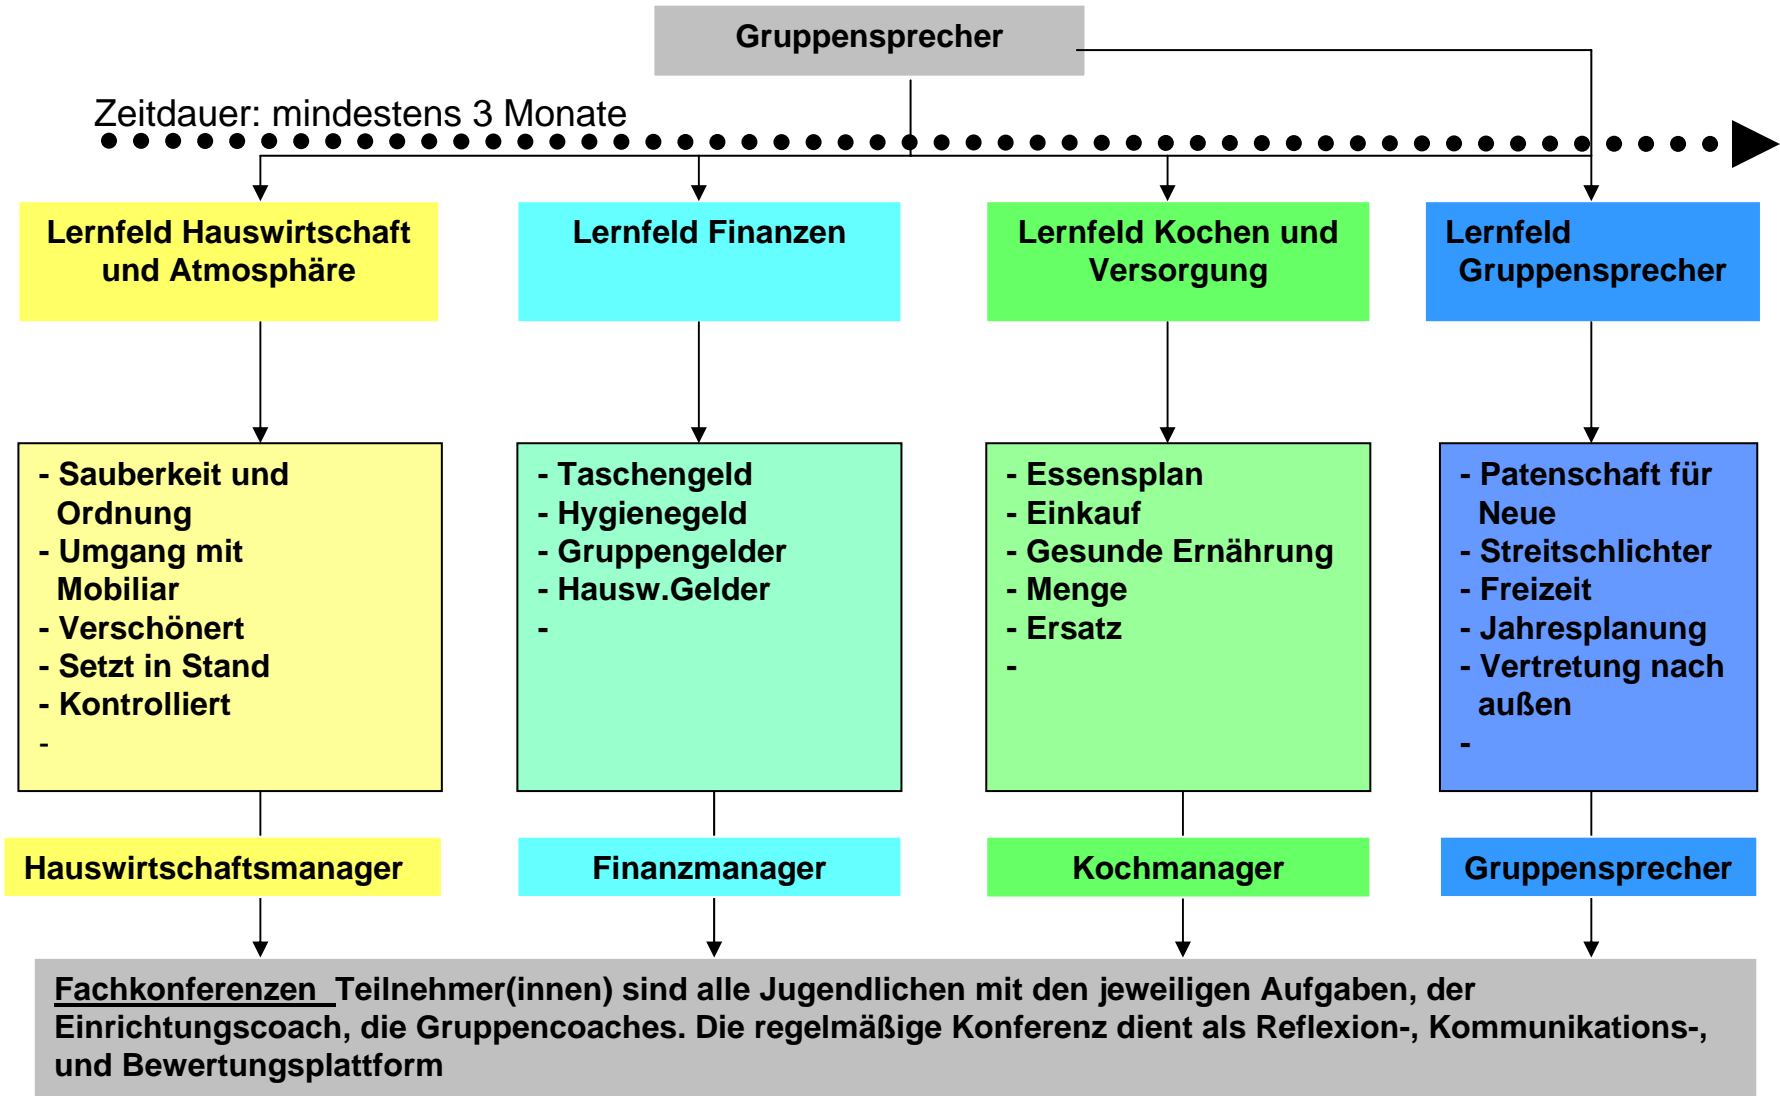 Gruppensprecher
Zeitdauer: mindestens 3 Monate
Lernfeld Hauswirtschaft
und Atmosphäre
Lernfeld Finanzen
Lernfeld Kochen und
Versorgung
Lernfeld
Gruppensprecher
- Sauberkeit und
Ordnung
- Umgang mit
Mobiliar
- Verschönert
- Setzt in Stand
- Kontrolliert
-
- Taschengeld
- Hygienegeld
- Gruppengelder
- Hausw.Gelder
-
- Essensplan
- Einkauf
- Gesunde Ernährung
- Menge
- Ersatz
-
- Patenschaft für
Neue
- Streitschlichter
- Freizeit
- Jahresplanung
- Vertretung nach
außen
-
Hauswirtschaftsmanager
Finanzmanager
Kochmanager
Gruppensprecher
Fachkonferenzen Teilnehmer(innen) sind alle Jugendlichen mit den jeweiligen Aufgaben, der
Einrichtungscoach, die Gruppencoaches. Die regelmäßige Konferenz dient als Reflexion-, Kommunikations-,
und Bewertungsplattform